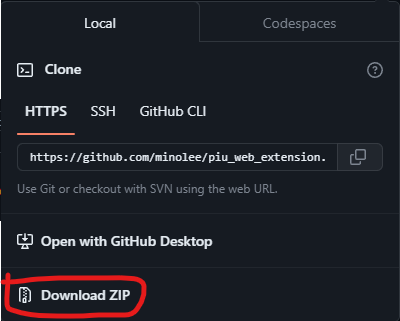 Local
Codespaces
Clone
HTTPS
SSH
GitHub CLI
https://github.com/minolee/piu_web_extension.
Use Git or checkout with SVN using the web URL.
Open with GitHub Desktop
Download ZIP